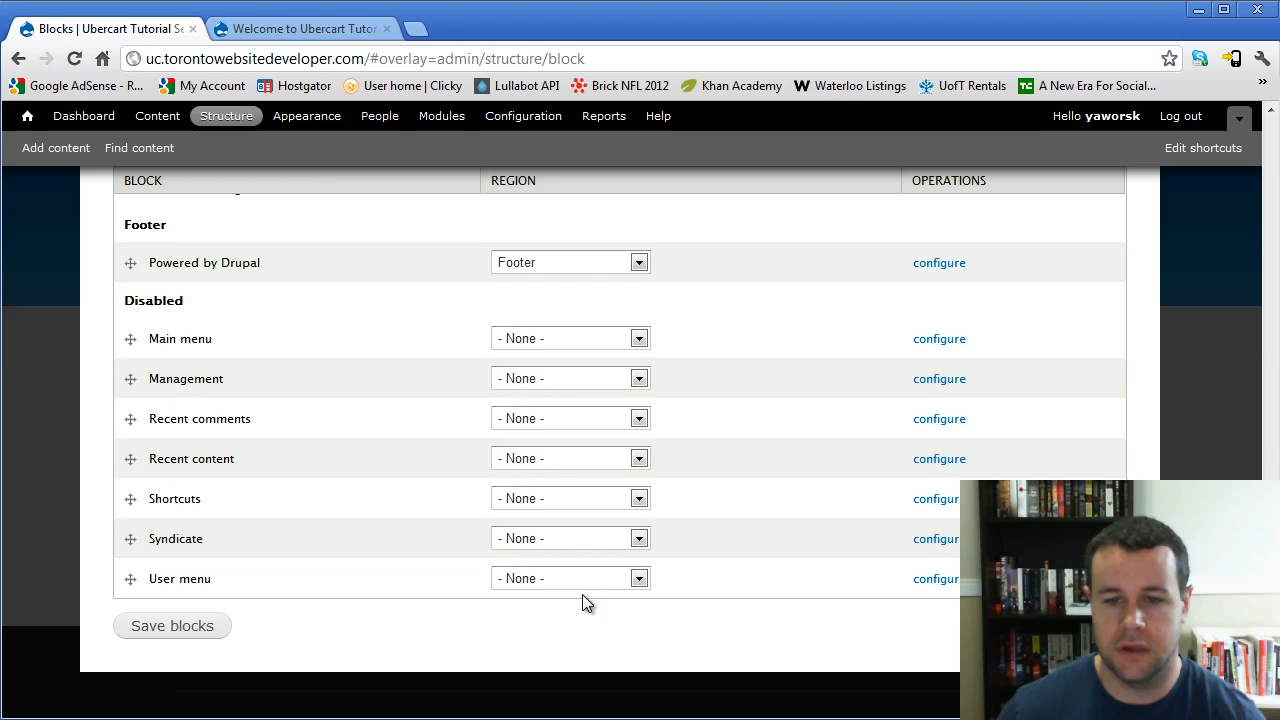 Blocks | Ubercart Tutorial Se
Welcome to Ubercart Tutor
uc.torontowebsitedeveloper.com/#overlay=admin/structure/block
Google AdSense - R... My Account Hostgator User home | Clicky Lullabot API brick NFL 2012 Khan Academy Waterloo Listings UofT Rentals A New Era For Social...
Dashboard Content Structure Appearance People Modules Configuration Reports Help Hello yaworsk Log out
Add content Find content Edit shortcuts
BLOCK REGION OPERATIONS
Footer
Powered by Drupal Footer configure
Disabled
Main menu - None - configure
Management - None - configure
Recent comments - None - configure
Recent content - None - configure
Shortcuts - None - configur
Syndicate - None - configur
User menu - None - configur
Save blocks